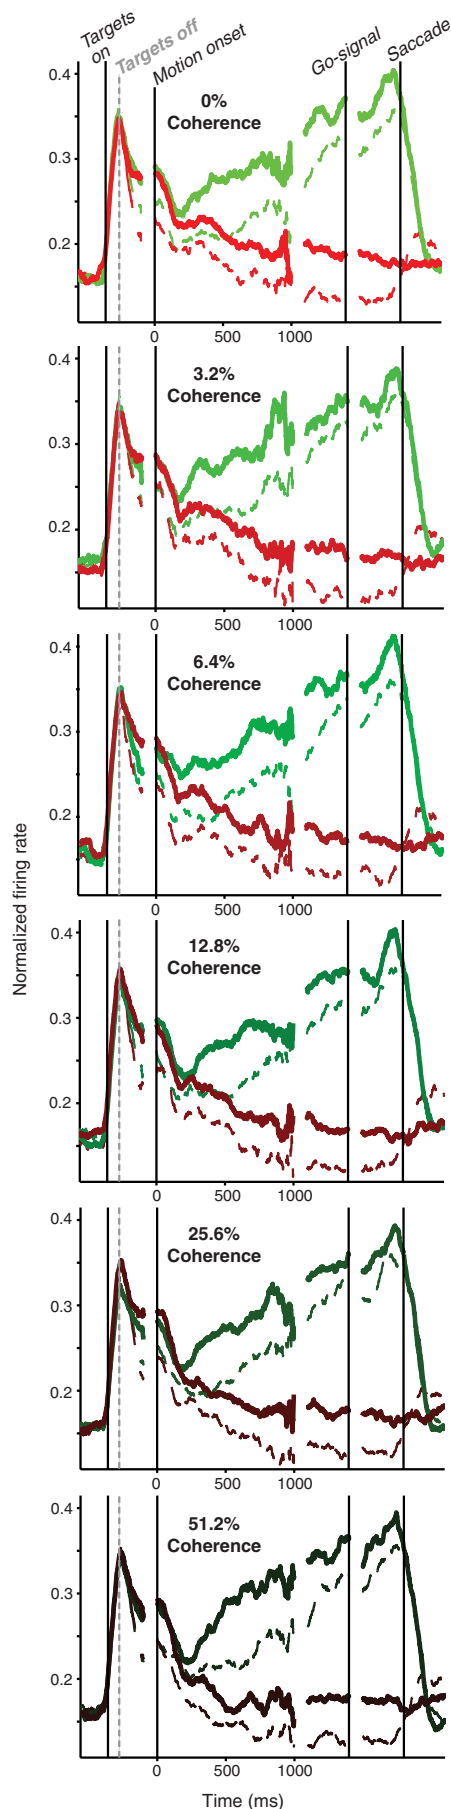 Targets on
Targets off
Motion onset
Go-signal
Saccade
0%
Coherence
0.4
0.3
0.2
0 500 1000
3.2%
Coherence
0.4
0.3
0.2
0 500 1000
6.4%
Coherence
0.4
0.3
0.2
0 500 1000
Normalized firing rate
12.8%
Coherence
0.4
0.3
0.2
0 500 1000
25.6%
Coherence
0.4
0.3
0.2
0 500 1000
51.2%
Coherence
0.4
0.3
0.2
0 500 1000
Time (ms)